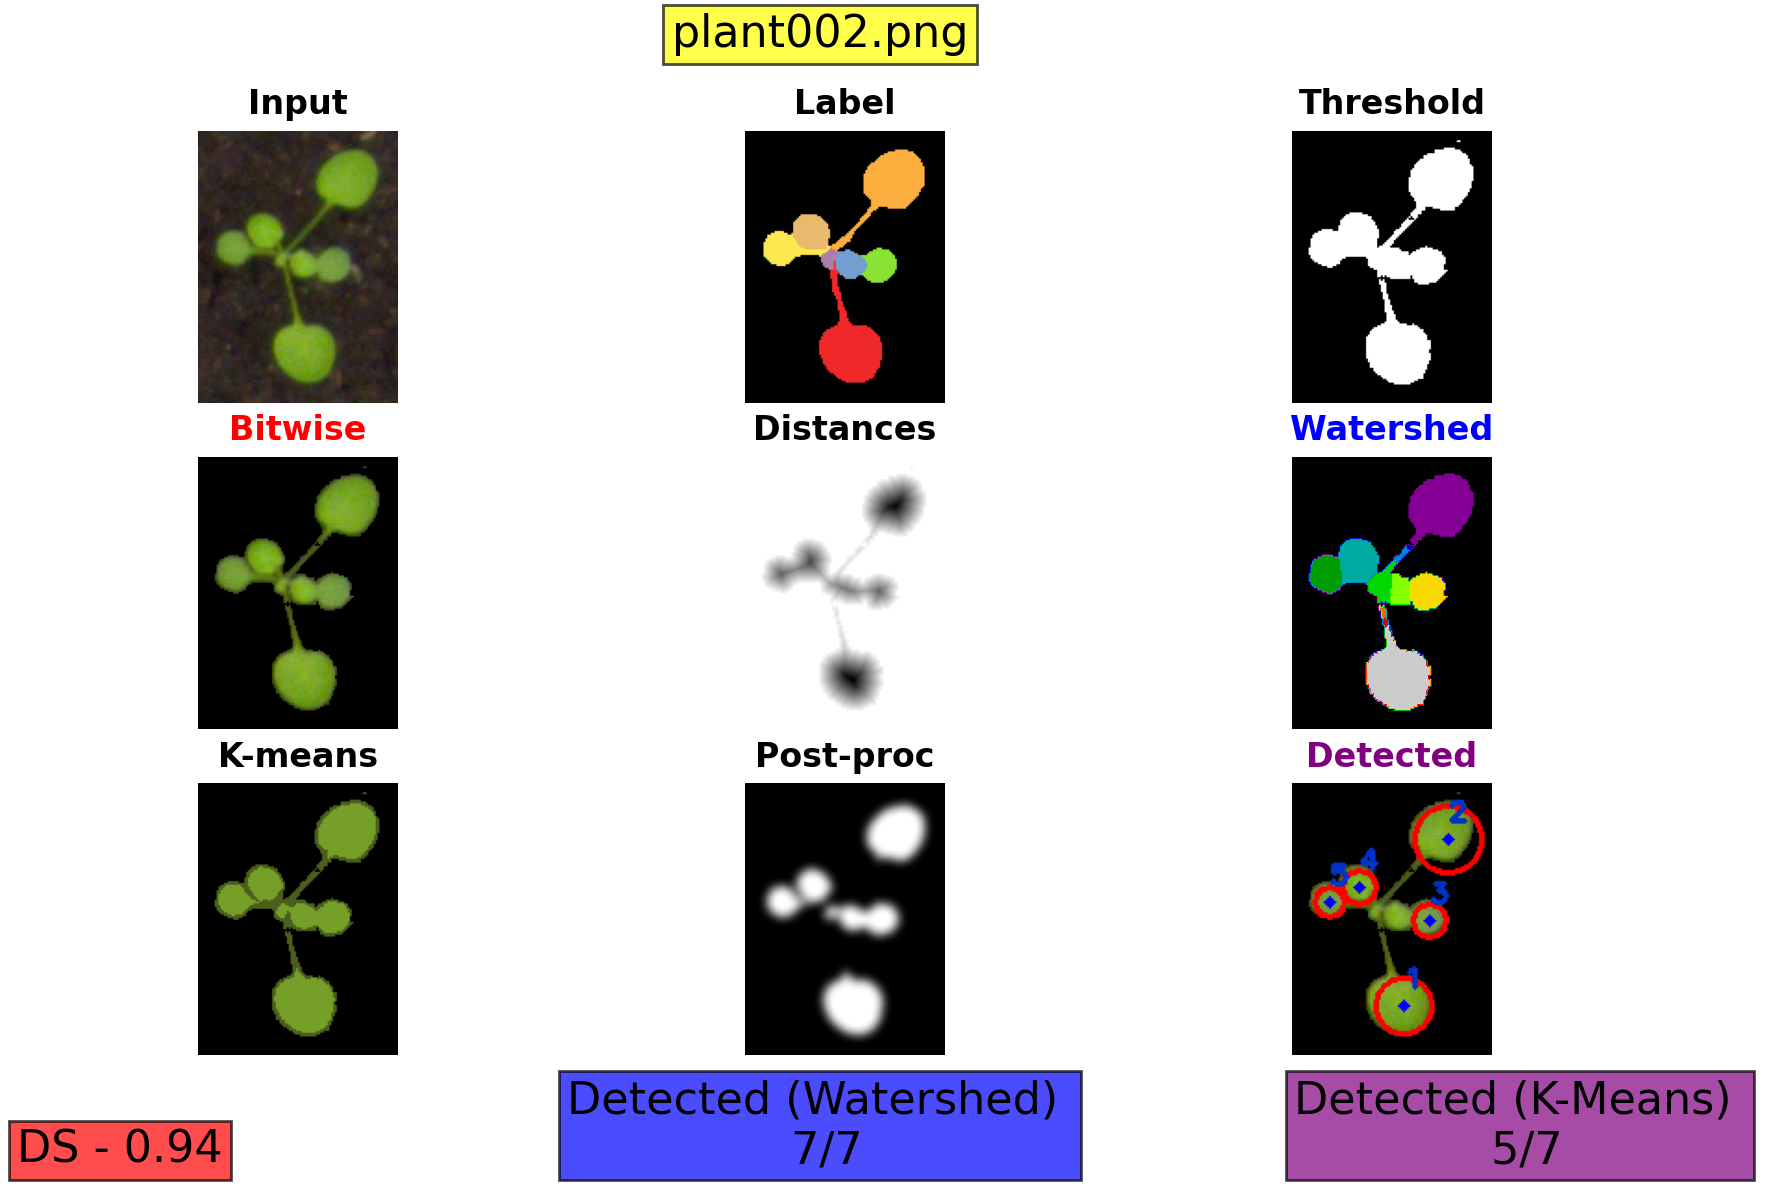 plant002.png
Input
Label
Threshold
Bitwise
Distances
Watershed
K-means
Post-proc
Detected
2
4
5
3
1
DS - 0.94
Detected (Watershed)
7/7
Detected (K-Means)
5/7